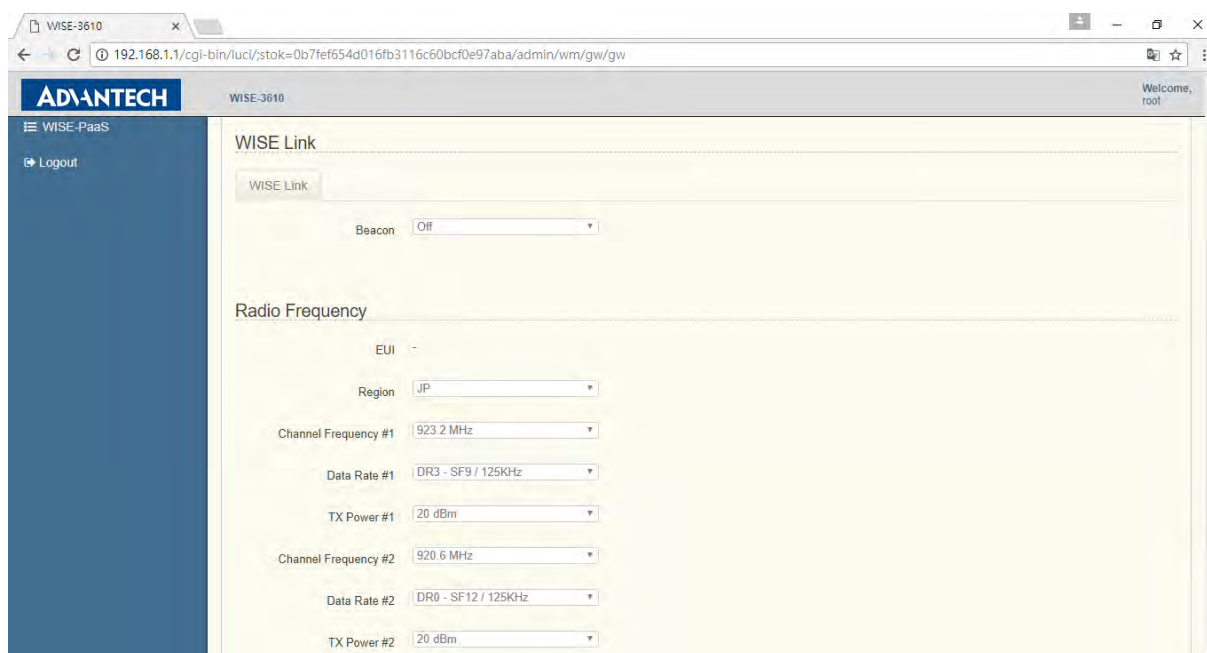 WISE-3610
192.168.1.1/cgi-bin/luci/;stok=0b7fef654d016fb3116c60bcf0e97aba/admin/wm/gw/gw
ADVANTECH
WISE-3610
Welcome,
root
WISE-PaaS
Logout
WISE Link
WISE Link
Beacon Off
Radio Frequency
EUI -
Region JP
Channel Frequency #1 923.2 MHz
Data Rate #1 DR3 - SF9 / 125KHz
TX Power #1 20 dBm
Channel Frequency #2 920.6 MHz
Data Rate #2 DR0 - SF12 / 125KHz
TX Power #2 20 dBm